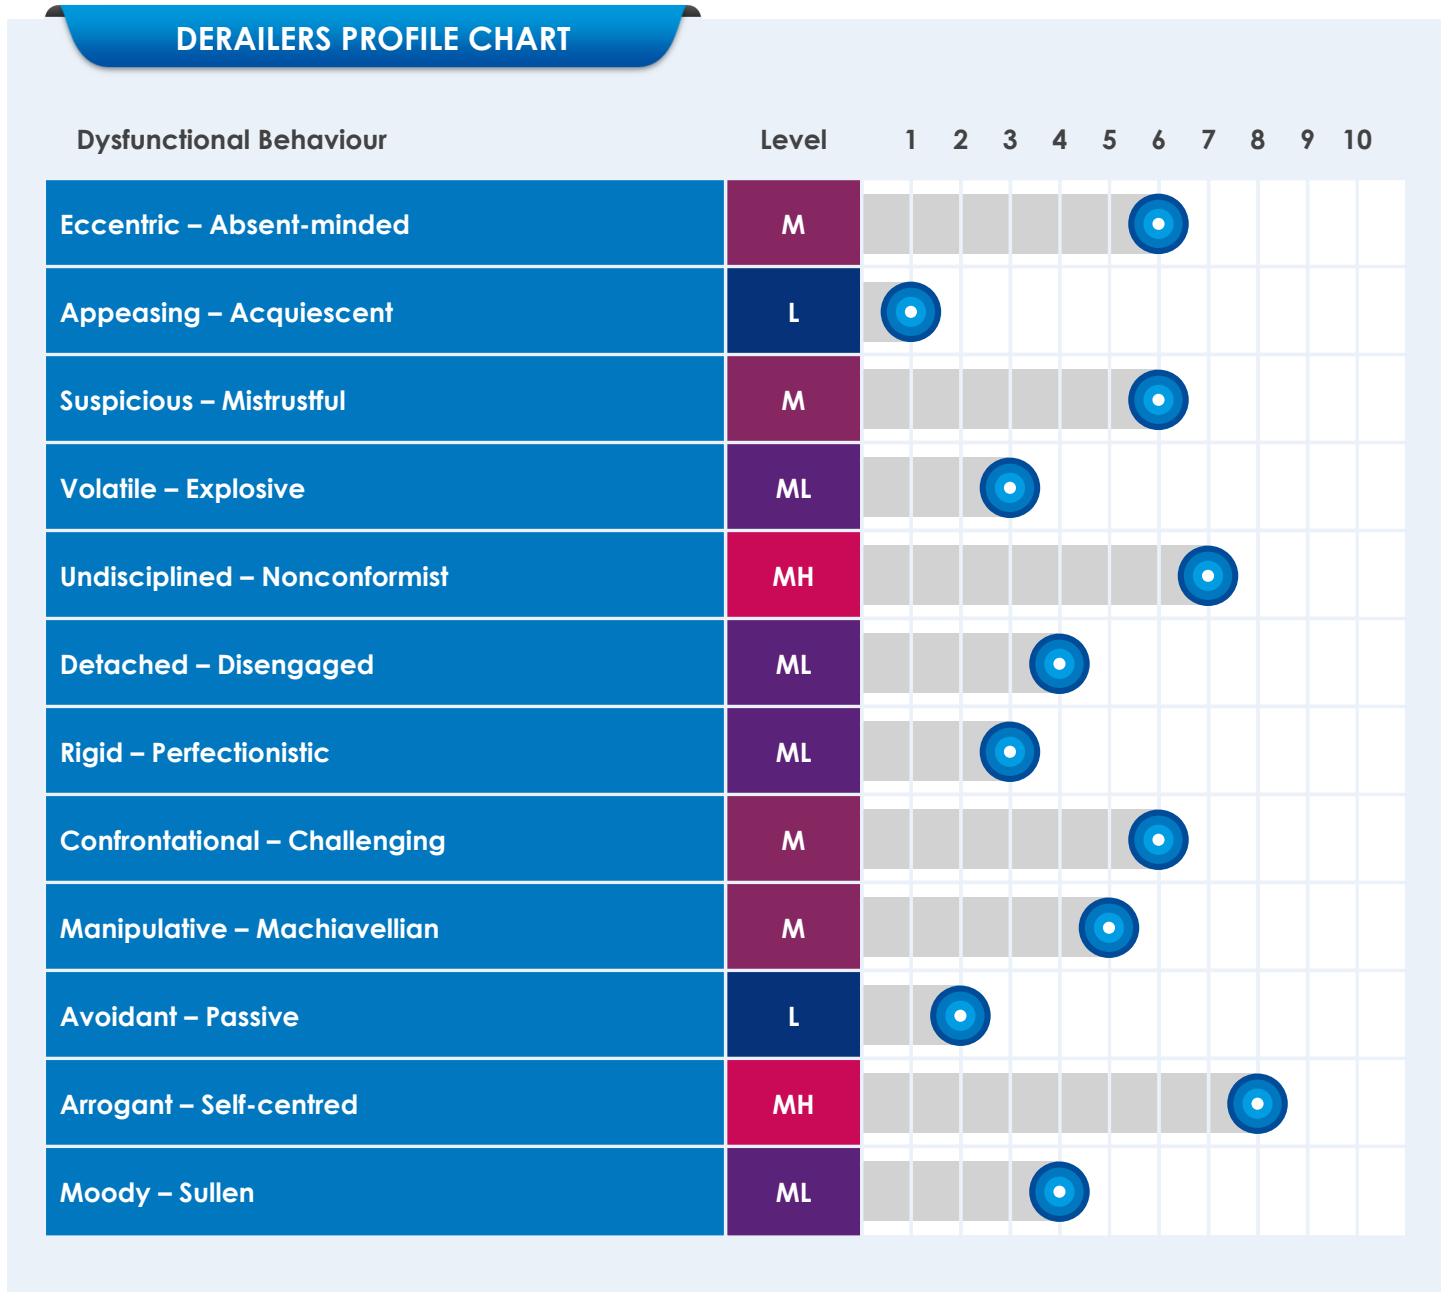 DERAILERS PROFILE CHART
Dysfunctional Behaviour Level 1 2 3 4 5 6 7 8 9 10
Eccentric – Absent-minded M
Appeasing – Acquiescent L
Suspicious – Mistrustful M
Volatile – Explosive ML
Undisciplined – Nonconformist MH
Detached – Disengaged ML
Rigid – Perfectionistic ML
Confrontational – Challenging M
Manipulative – Machiavellian M
Avoidant – Passive L
Arrogant – Self-centred MH
Moody – Sullen ML